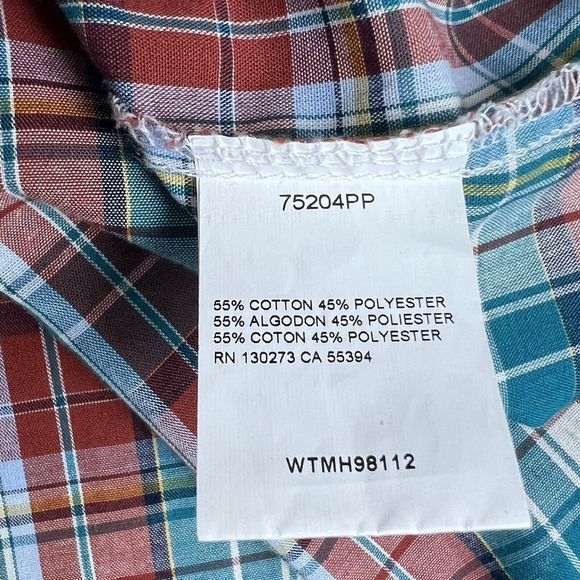 75204PP
55% COTTON 45% POLYESTER
55% ALGODON 45% POLIESTER
55% COTON 45% POLYESTER
RN 130273 CA 55394
WTMH98112